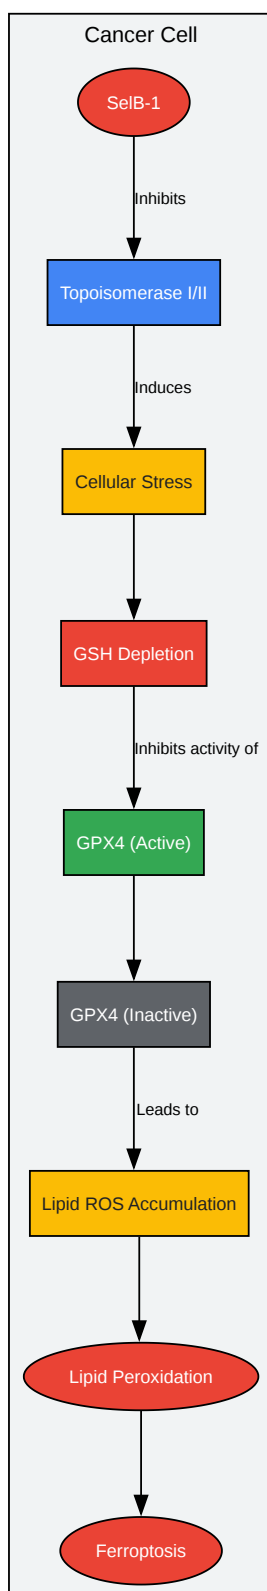 Cancer Cell
SelB-1
Inhibits
Topoisomerase I/II
Induces
Cellular Stress
GSH Depletion
Inhibits activity of
GPX4 (Active)
GPX4 (Inactive)
Leads to
Lipid ROS Accumulation
Lipid Peroxidation
Ferroptosis